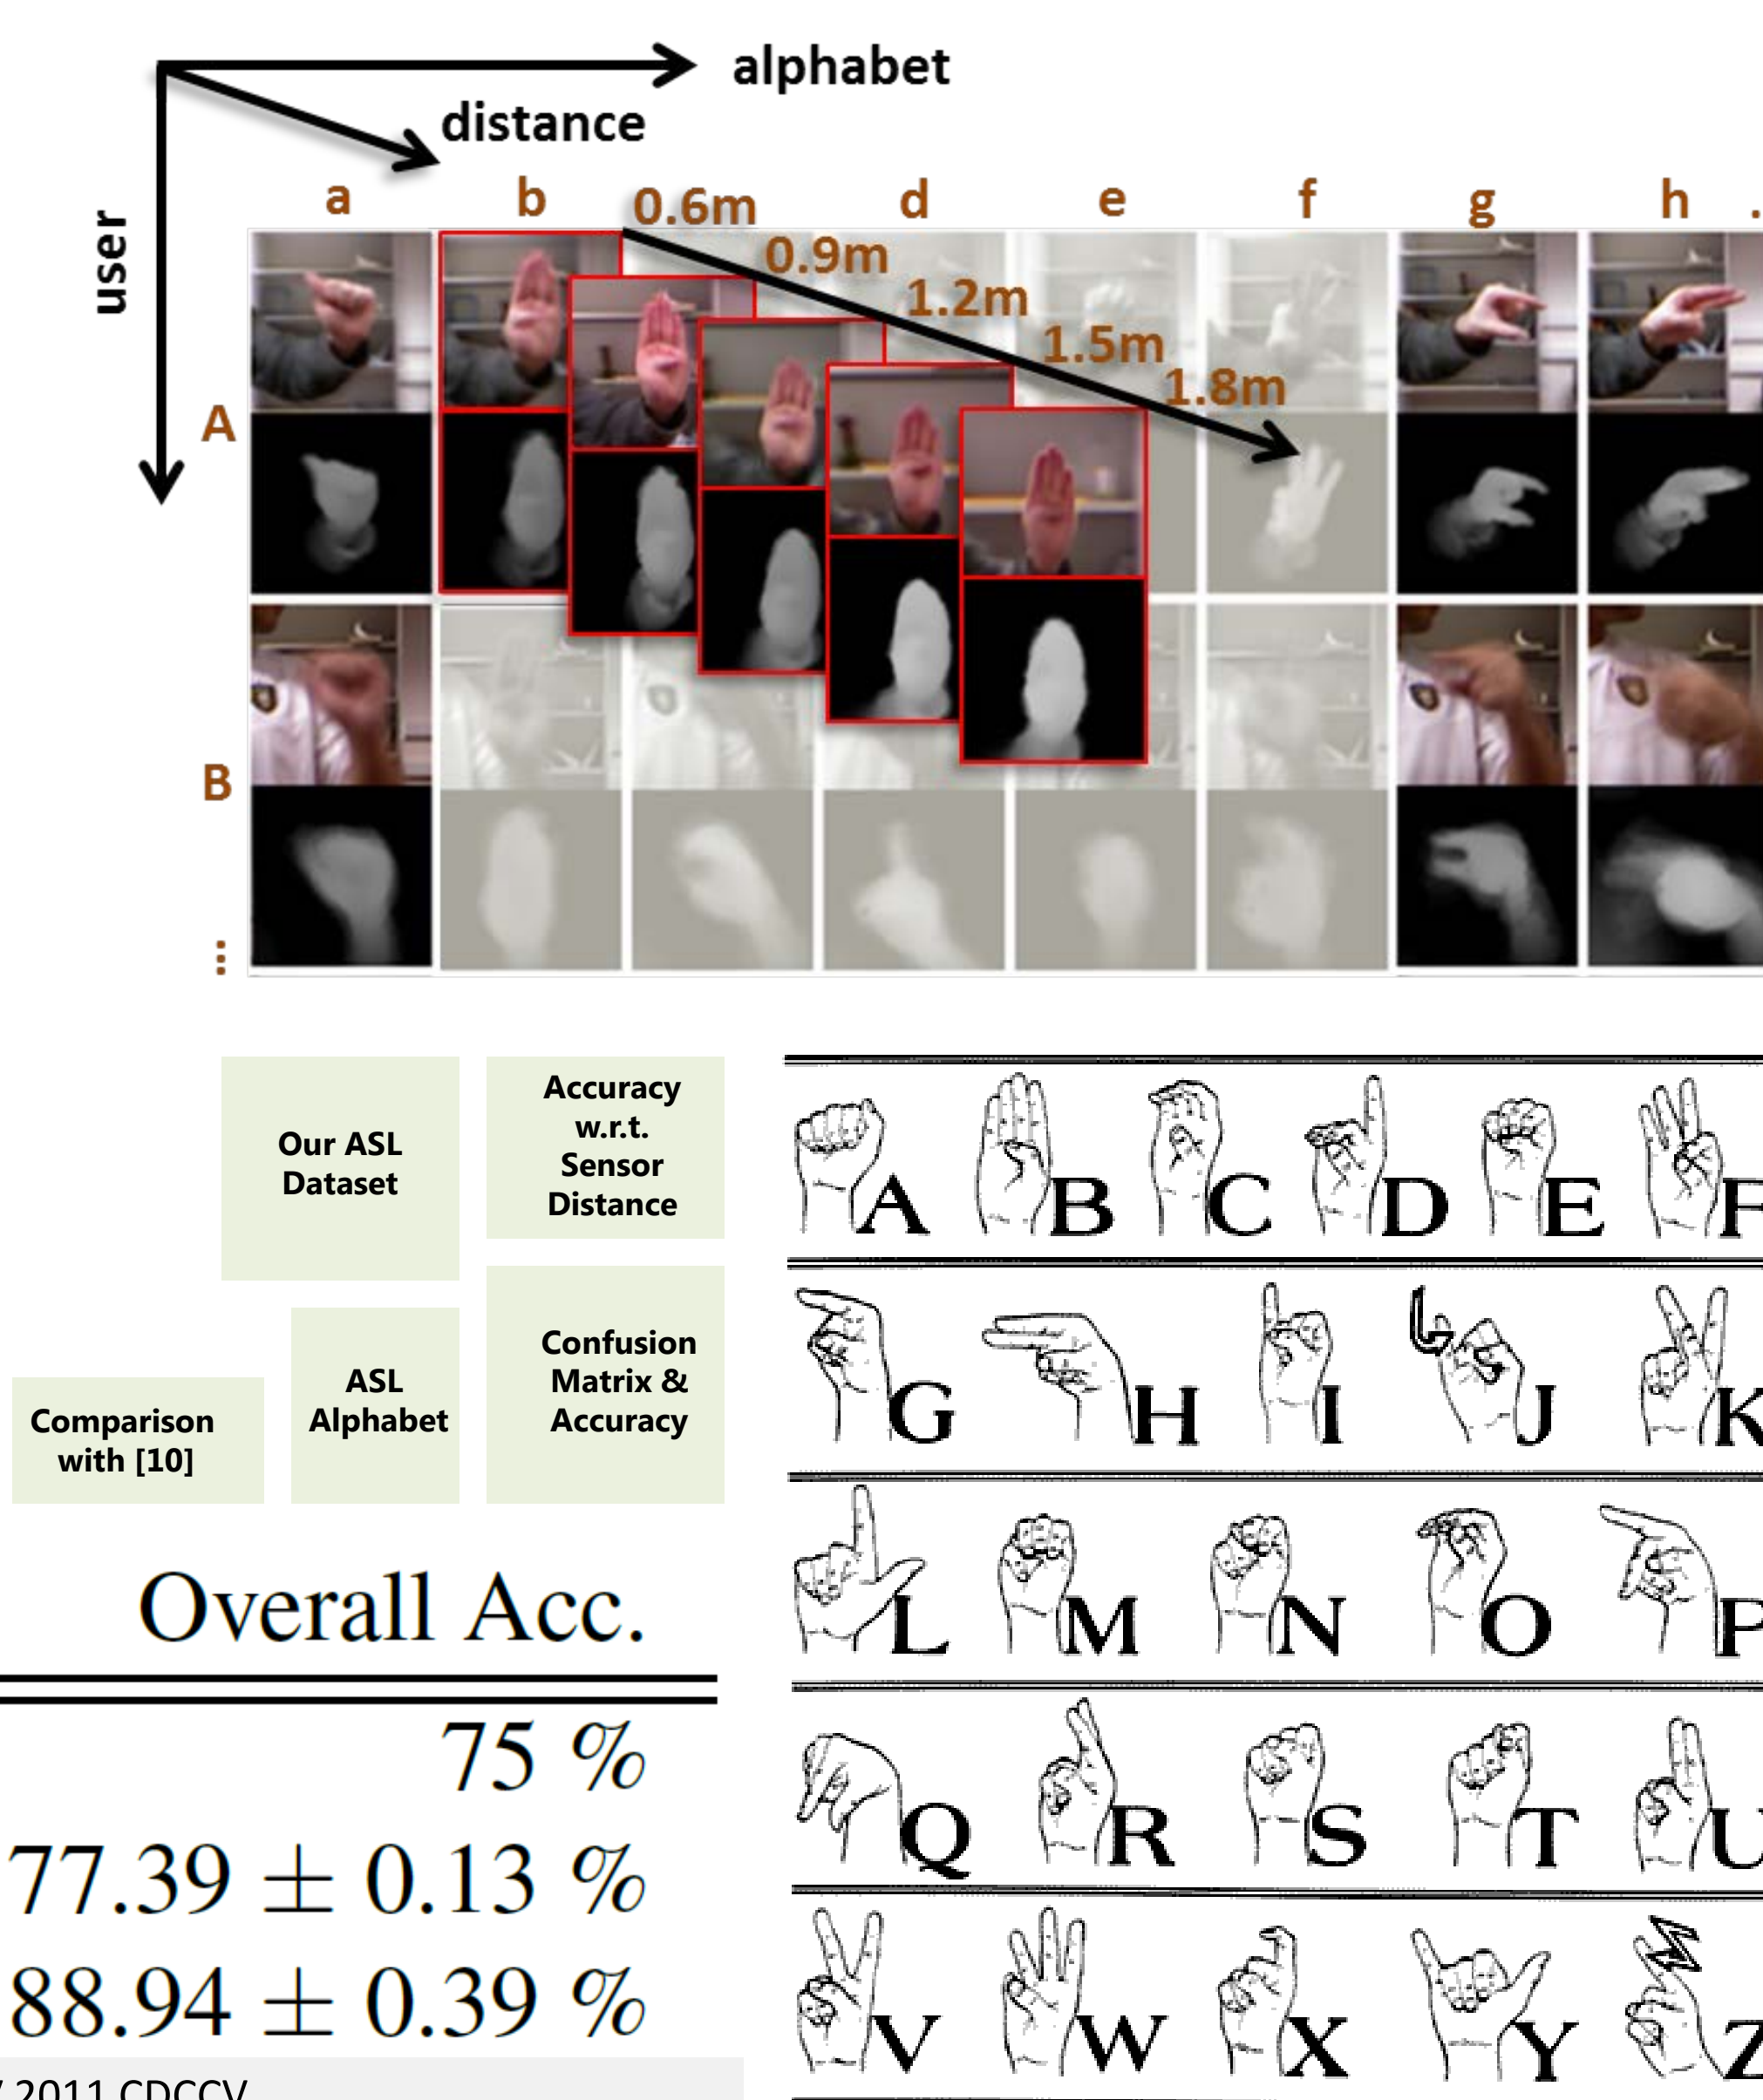 alphabet
distance
user
a b 0.6m d e f g h .
0.9m
1.2m
1.5m
1.8m
A
B
⋮
Our ASL
Dataset
Accuracy
w.r.t.
Sensor
Distance
Comparison
with [10]
ASL
Alphabet
Confusion
Matrix &
Accuracy
Overall Acc.
75 %
77.39 ± 0.13 %
88.94 ± 0.39 %
2011 CDCCV
A B C D E F
G H I J K
L M N O P
Q R S T U
V W X Y Z